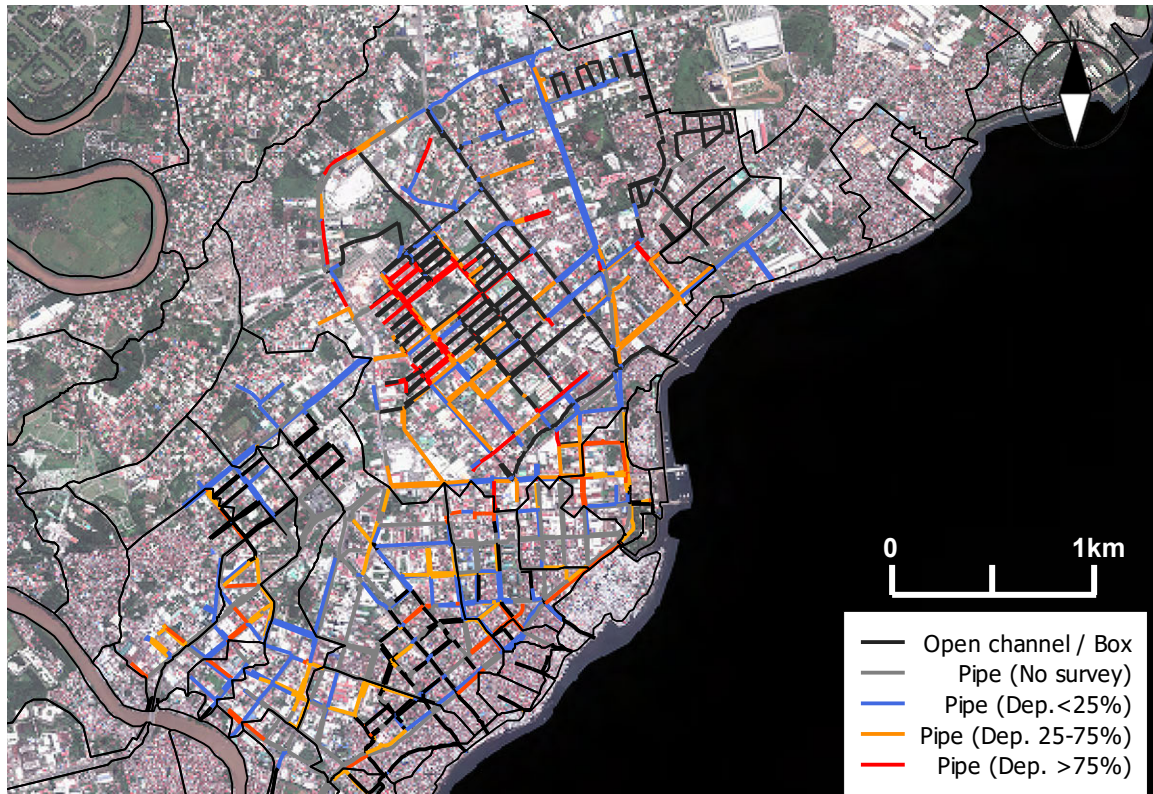 N
0 1km
Open channel / Box
Pipe (No survey)
Pipe (Dep.<25%)
Pipe (Dep. 25-75%)
Pipe (Dep. >75%)